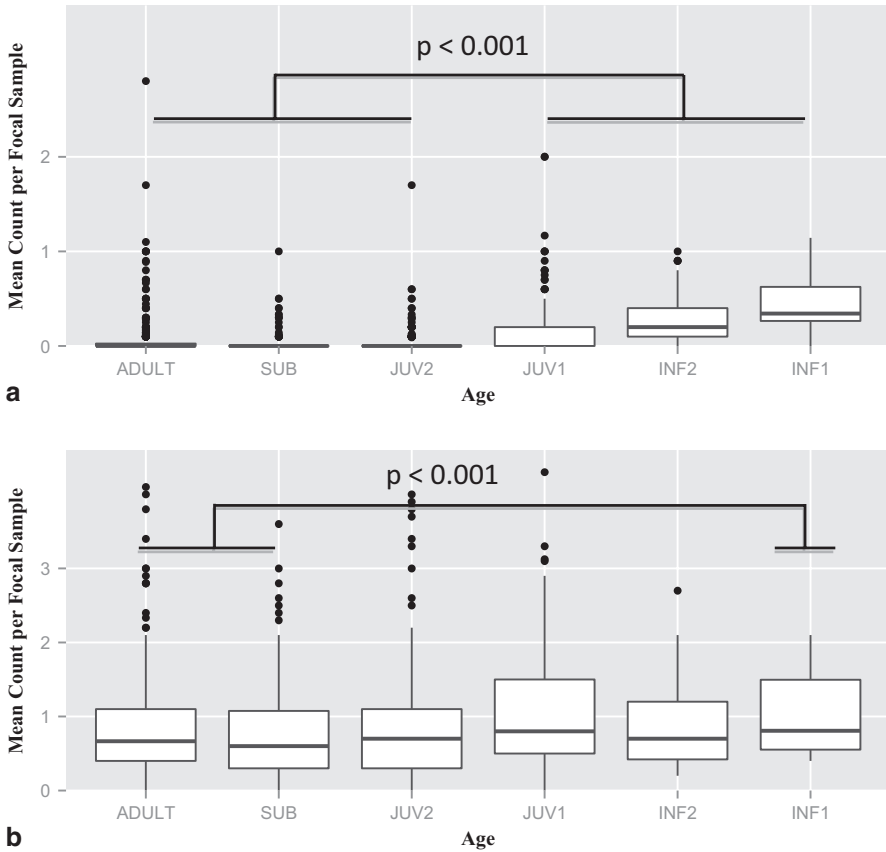 p < 0.001
Mean Count per Focal Sample
2
1
0
ADULT SUB JUV2 JUV1 INF2 INF1
a
Age
p < 0.001
Mean Count per Focal Sample
3
2
1
0
ADULT SUB JUV2 JUV1 INF2 INF1
b
Age